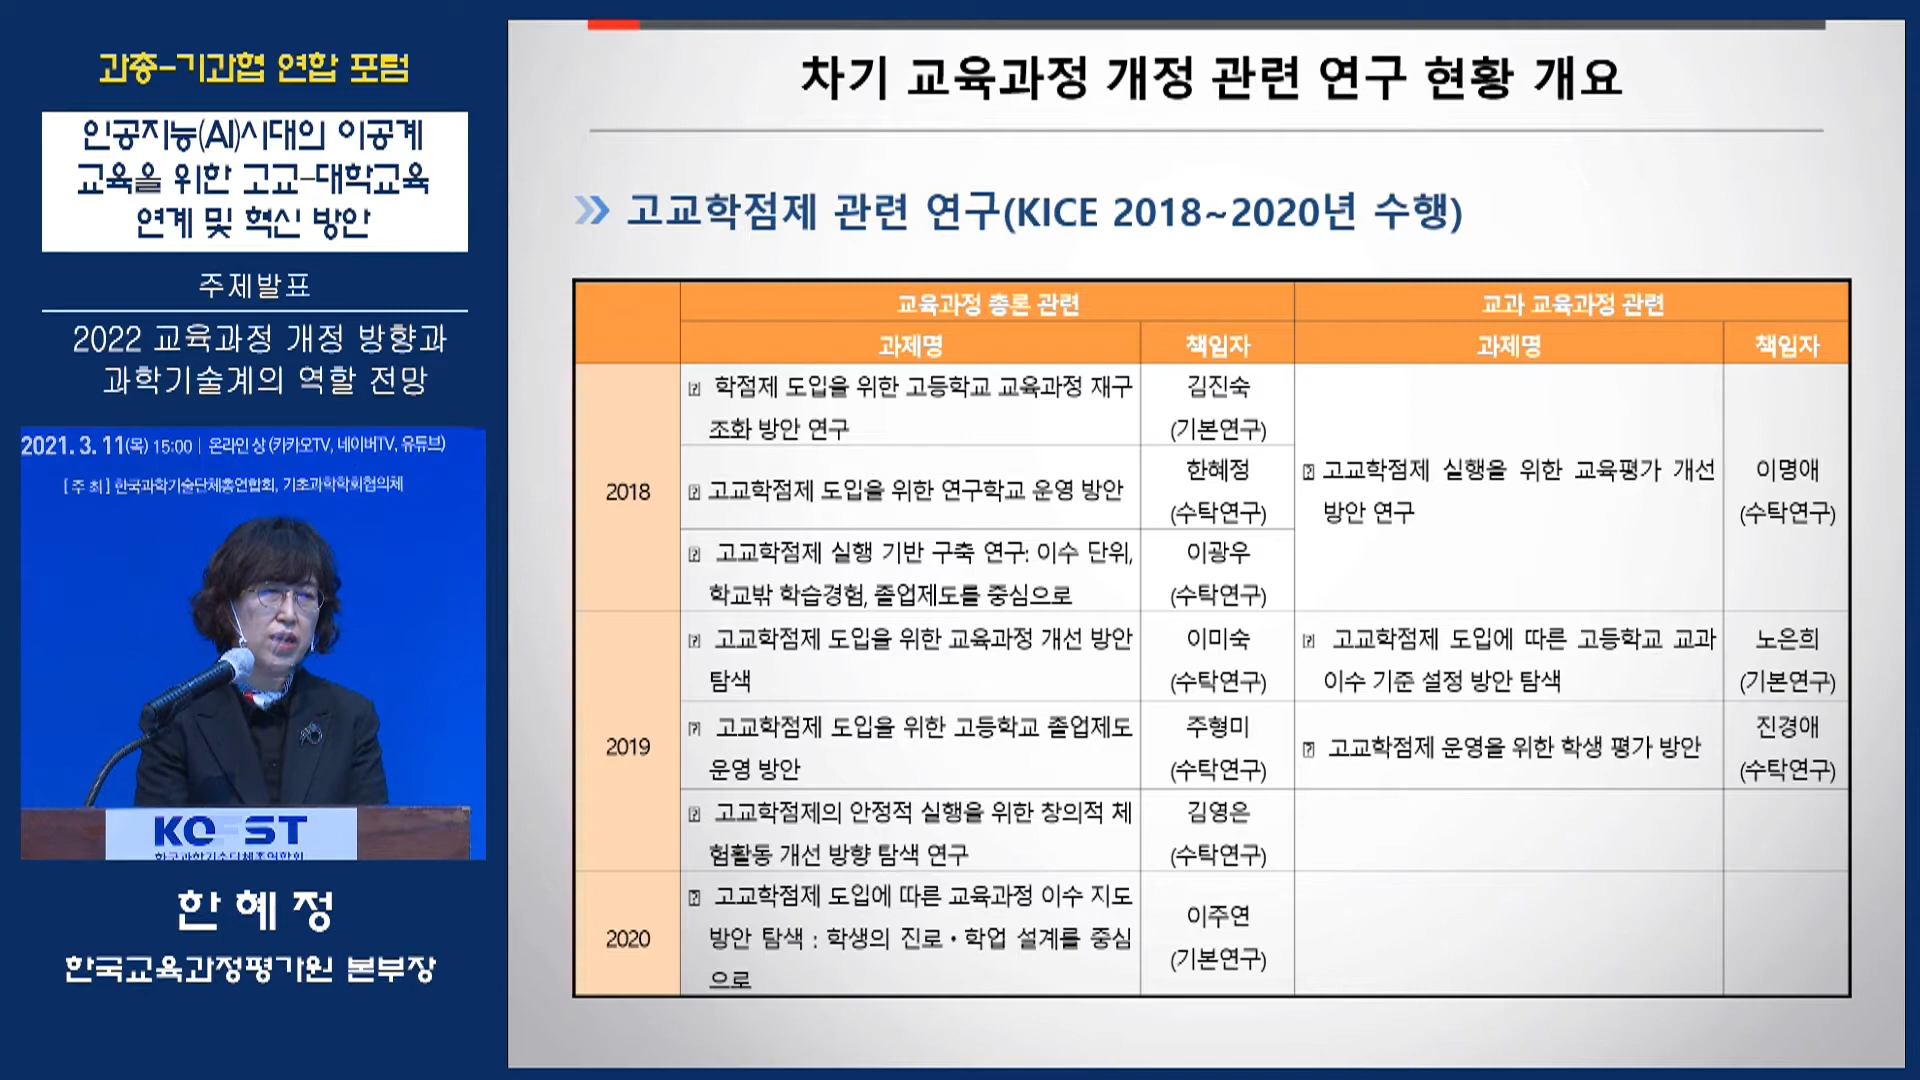 과총-기과협 연합 포럼
인공지능(AI)시대의 이공계
교육을 위한 고교-대학교육
연계 및 혁신 방안
주제발표
2022 교육과정 개정 방향과
과학기술계의 역할 전망
2021. 3. 11(목) 15:00 | 온라인 상 (카카오TV, 네이버TV, 유튜브)
[ 주 최 ] 한국과학기술단체총연합회, 기초과학학회협의체
한국과학기술단체총연합회
한 혜 정
한국교육과정평가원 본부장
차기 교육과정 개정 관련 연구 현황 개요
고교학점제 관련 연구(KICE 2018~2020년 수행)
교육과정 총론 관련
교과 교육과정 관련
과제명
책임자
과제명
책임자
2018
학점제 도입을 위한 고등학교 교육과정 재구
조화 방안 연구
김진숙
(기본연구)
고교학점제 도입을 위한 연구학교 운영 방안
한혜정
(수탁연구)
고교학점제 실행 기반 구축 연구: 이수 단위,
학교밖 학습경험, 졸업제도를 중심으로
이광우
(수탁연구)
고교학점제 실행을 위한 교육평가 개선
방안 연구
이명애
(수탁연구)
2019
고교학점제 도입을 위한 교육과정 개선 방안
탐색
이미숙
(수탁연구)
고교학점제 도입에 따른 고등학교 교과
이수 기준 설정 방안 탐색
노은희
(기본연구)
고교학점제 도입을 위한 고등학교 졸업제도
운영 방안
주형미
(수탁연구)
고교학점제 운영을 위한 학생 평가 방안
진경애
(수탁연구)
고교학점제의 안정적 실행을 위한 창의적 체
험활동 개선 방향 탐색 연구
김영은
(수탁연구)
2020
고교학점제 도입에 따른 교육과정 이수 지도
방안 탐색 : 학생의 진로・학업 설계를 중심
으로
이주연
(기본연구)